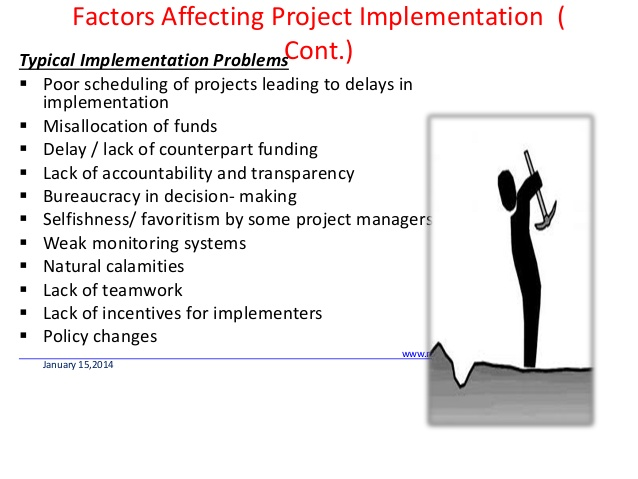 Factors Affecting Project Implementation (
Cont.)
Typical Implementation Problems
▪ Poor scheduling of projects leading to delays in
implementation
▪ Misallocation of funds
▪ Delay / lack of counterpart funding
▪ Lack of accountability and transparency
▪ Bureaucracy in decision- making
▪ Selfishness/ favoritism by some project managers
▪ Weak monitoring systems
▪ Natural calamities
▪ Lack of teamwork
▪ Lack of incentives for implementers
▪ Policy changes
www.
January 15,2014